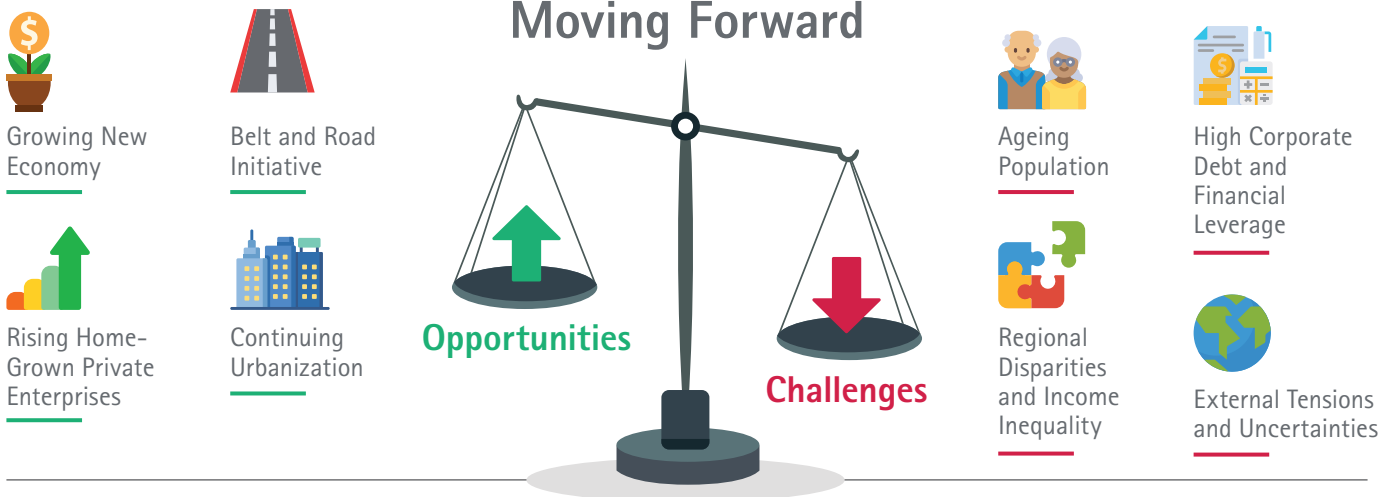 Moving Forward
Growing New
Economy
Belt and Road
Initiative
Rising Home-
Grown Private
Enterprises
Continuing
Urbanization
Opportunities
Challenges
Ageing
Population
High Corporate
Debt and
Financial
Leverage
Regional
Disparities
and Income
Inequality
External Tensions
and Uncertainties